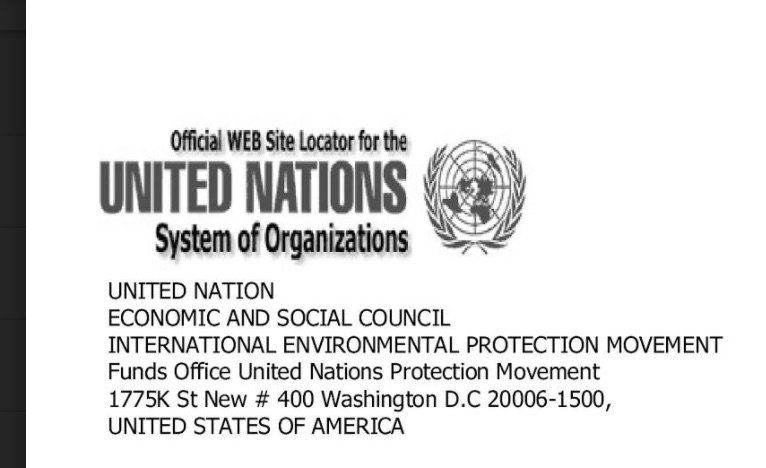 Official WEB Site Locator for the
UNITED NATIONS
System of Organizations
UNITED NATION
ECONOMIC AND SOCIAL COUNCIL
INTERNATIONAL ENVIRONMENTAL PROTECTION MOVEMENT
Funds Office United Nations Protection Movement
1775K St New # 400 Washington D.C 20006-1500,
UNITED STATES OF AMERICA